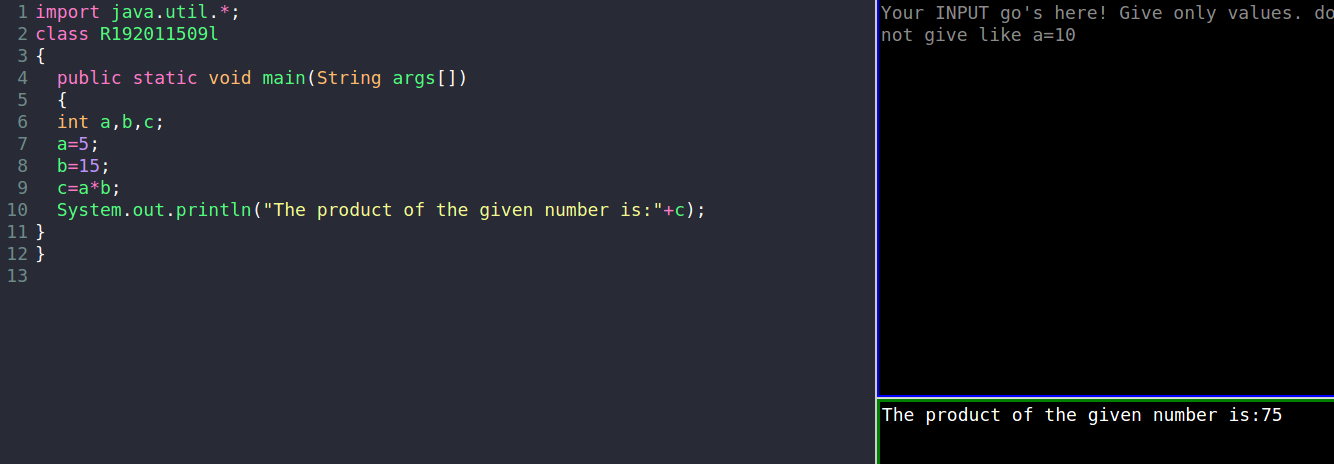 1 import java.util.*;
2 class R192011509l
3 {
4 public static void main(String args[])
5 {
6 int a,b,c;
7 a=5;
8 b=15;
9 c=a*b;
10 System.out.println("The product of the given number is:"+c);
11 }
12 }
13
Your INPUT go's here! Give only values. do
not give like a=10
The product of the given number is:75